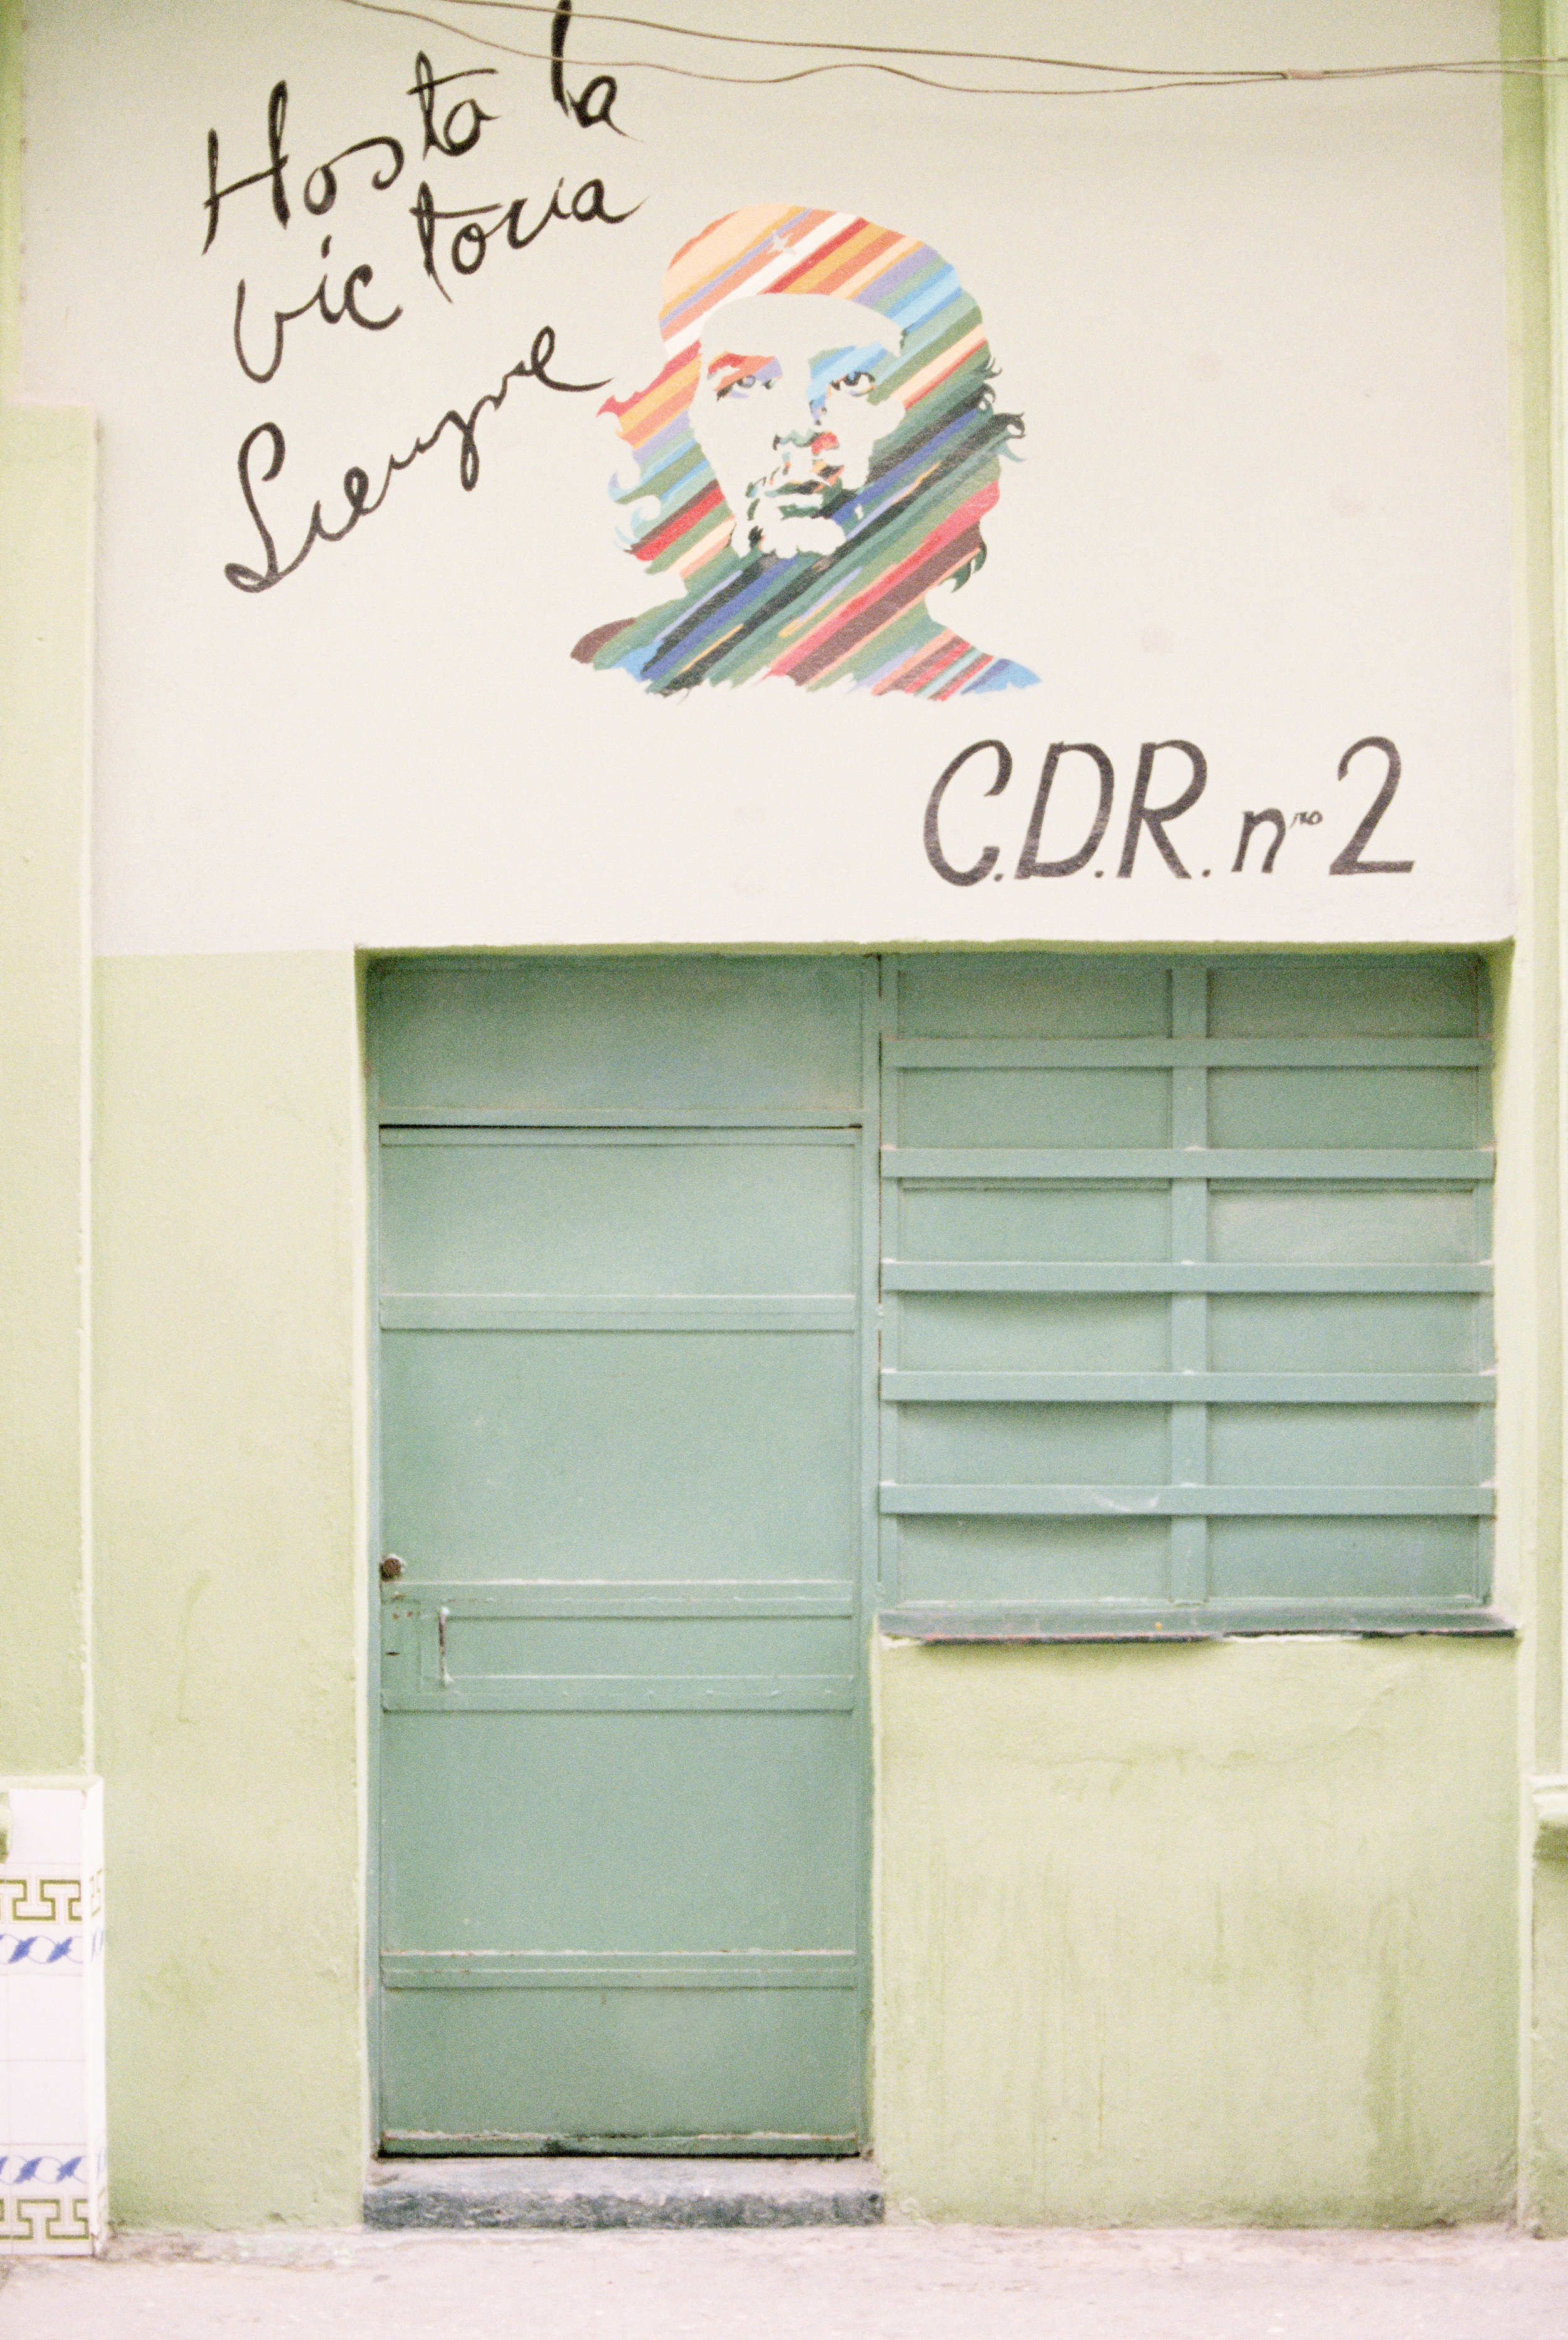 Hasta la
victoria
Siempre
C.D.R. nro 2